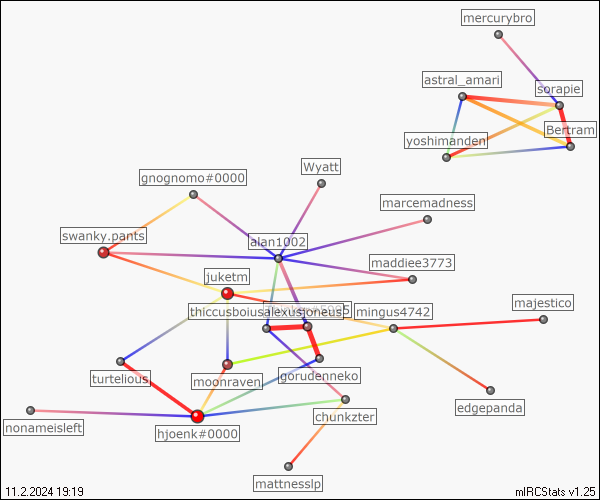 mercurybro
astral_amari
sorapie
Bertram
yoshimanden
Wyatt
gnognomo#0000
marcemadness
swanky.pants
alan1002
maddiee3773
juketm
thiccusboiusalexusjoneus
mingus4742
majestico
turtelious
moonraven
gorudenneko
edgepanda
chunkzter
nonameisleft
hjoenk#0000
mattnesslp
11.2.2024 19:19
mIRCStats v1.25